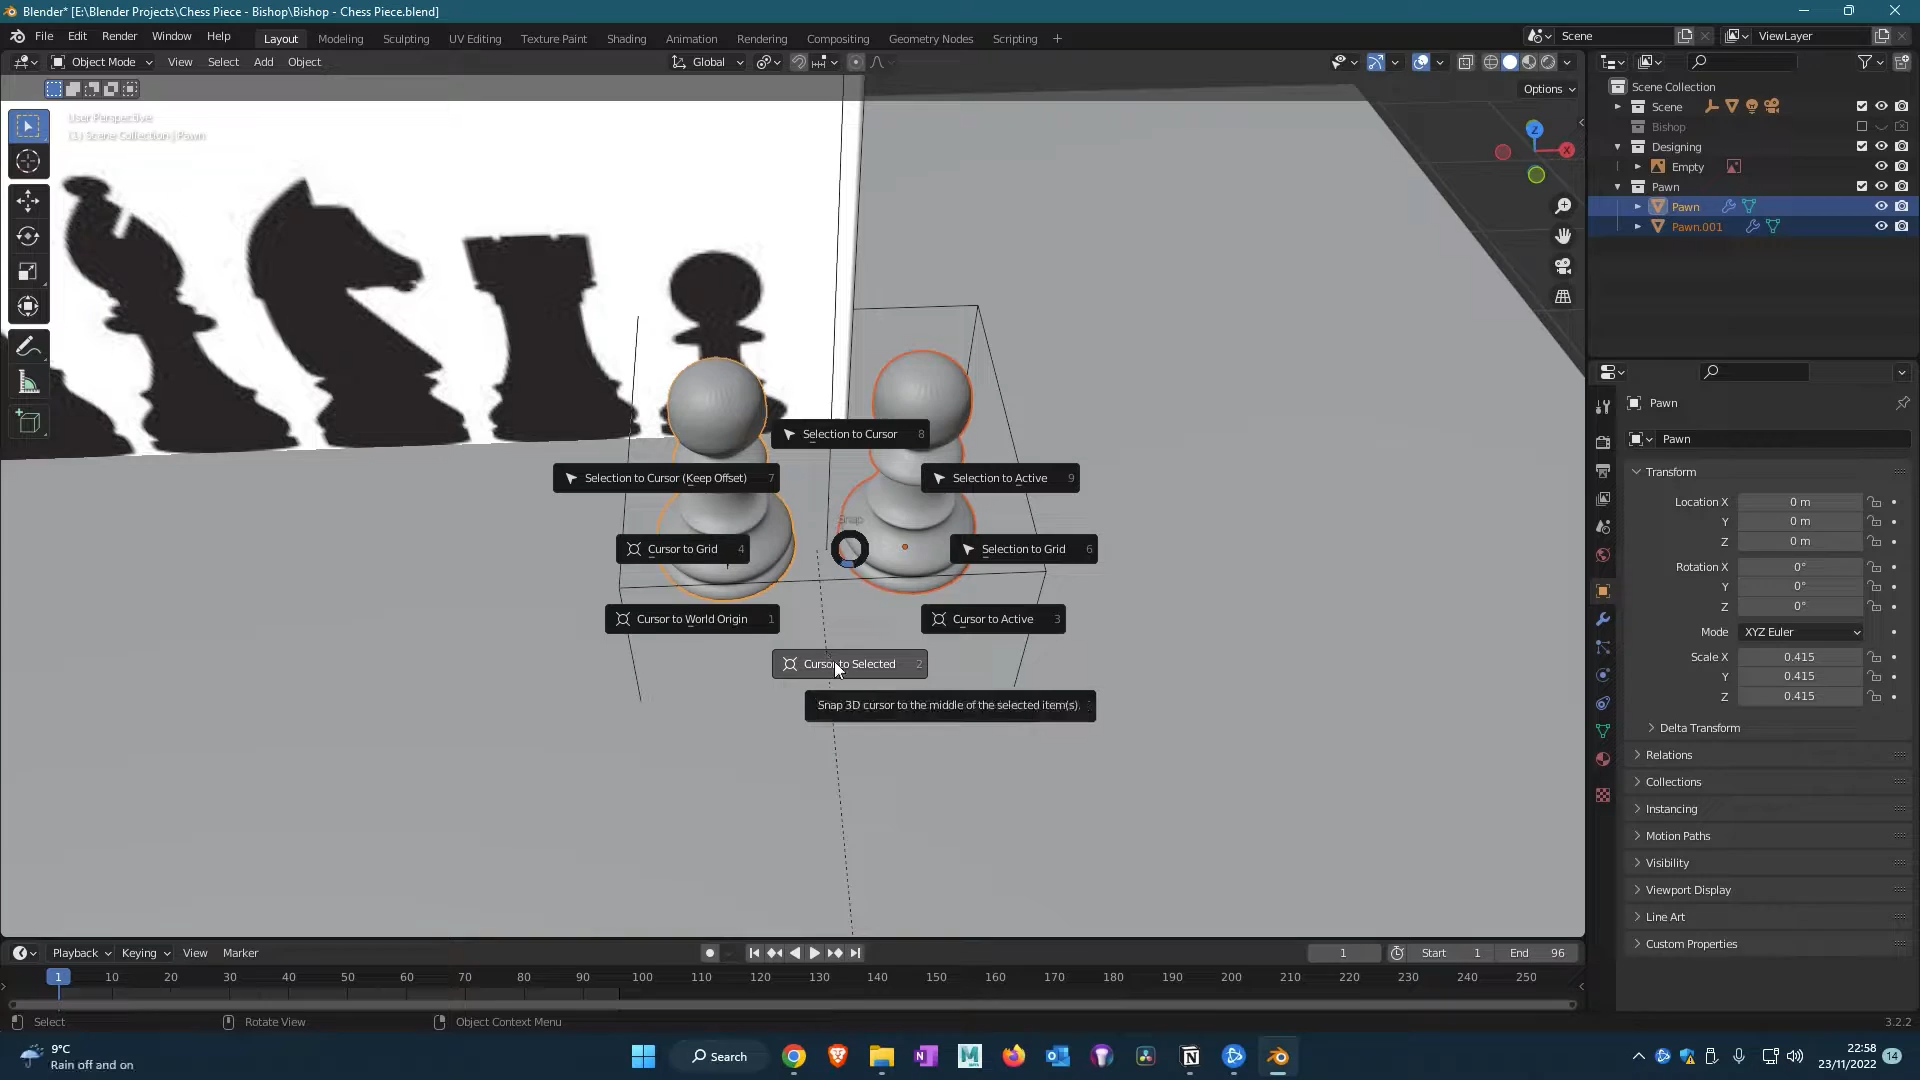 Blender* [E:\Blender Projects\Chess Piece - Bishop\Bishop - Chess Piece.blend]
File Edit Render Window Help
Layout Modeling Sculpting UV Editing Texture Paint Shading Animation Rendering Compositing Geometry Nodes Scripting +
Scene
ViewLayer
Object Mode View Select Add Object
Global
Options
User Perspective
(1) Scene Collection | Pawn
Z
X
Scene Collection
Scene
Bishop
Designing
Empty
Pawn
Pawn
Pawn.001
Selection to Cursor 8
Selection to Cursor (Keep Offset) 7
Selection to Active 9
Snap
Cursor to Grid 4
Selection to Grid 6
Cursor to World Origin 1
Cursor to Active 3
Cursor to Selected 2
Snap 3D cursor to the middle of the selected item(s).
Pawn
Pawn
Transform
Location X 0 m
Y 0 m
Z 0 m
Rotation X 0°
Y 0°
Z 0°
Mode XYZ Euler
Scale X 0.415
Y 0.415
Z 0.415
Delta Transform
Relations
Collections
Instancing
Motion Paths
Visibility
Viewport Display
Line Art
Custom Properties
Playback Keying View Marker
1 Start 1 End 96
1 10 20 30 40 50 60 70 80 90 100 110 120 130 140 150 160 170 180 190 200 210 220 230 240 250
Select Rotate View Object Context Menu
3.2.2
9°C
Rain off and on
Search
22:58
23/11/2022
14